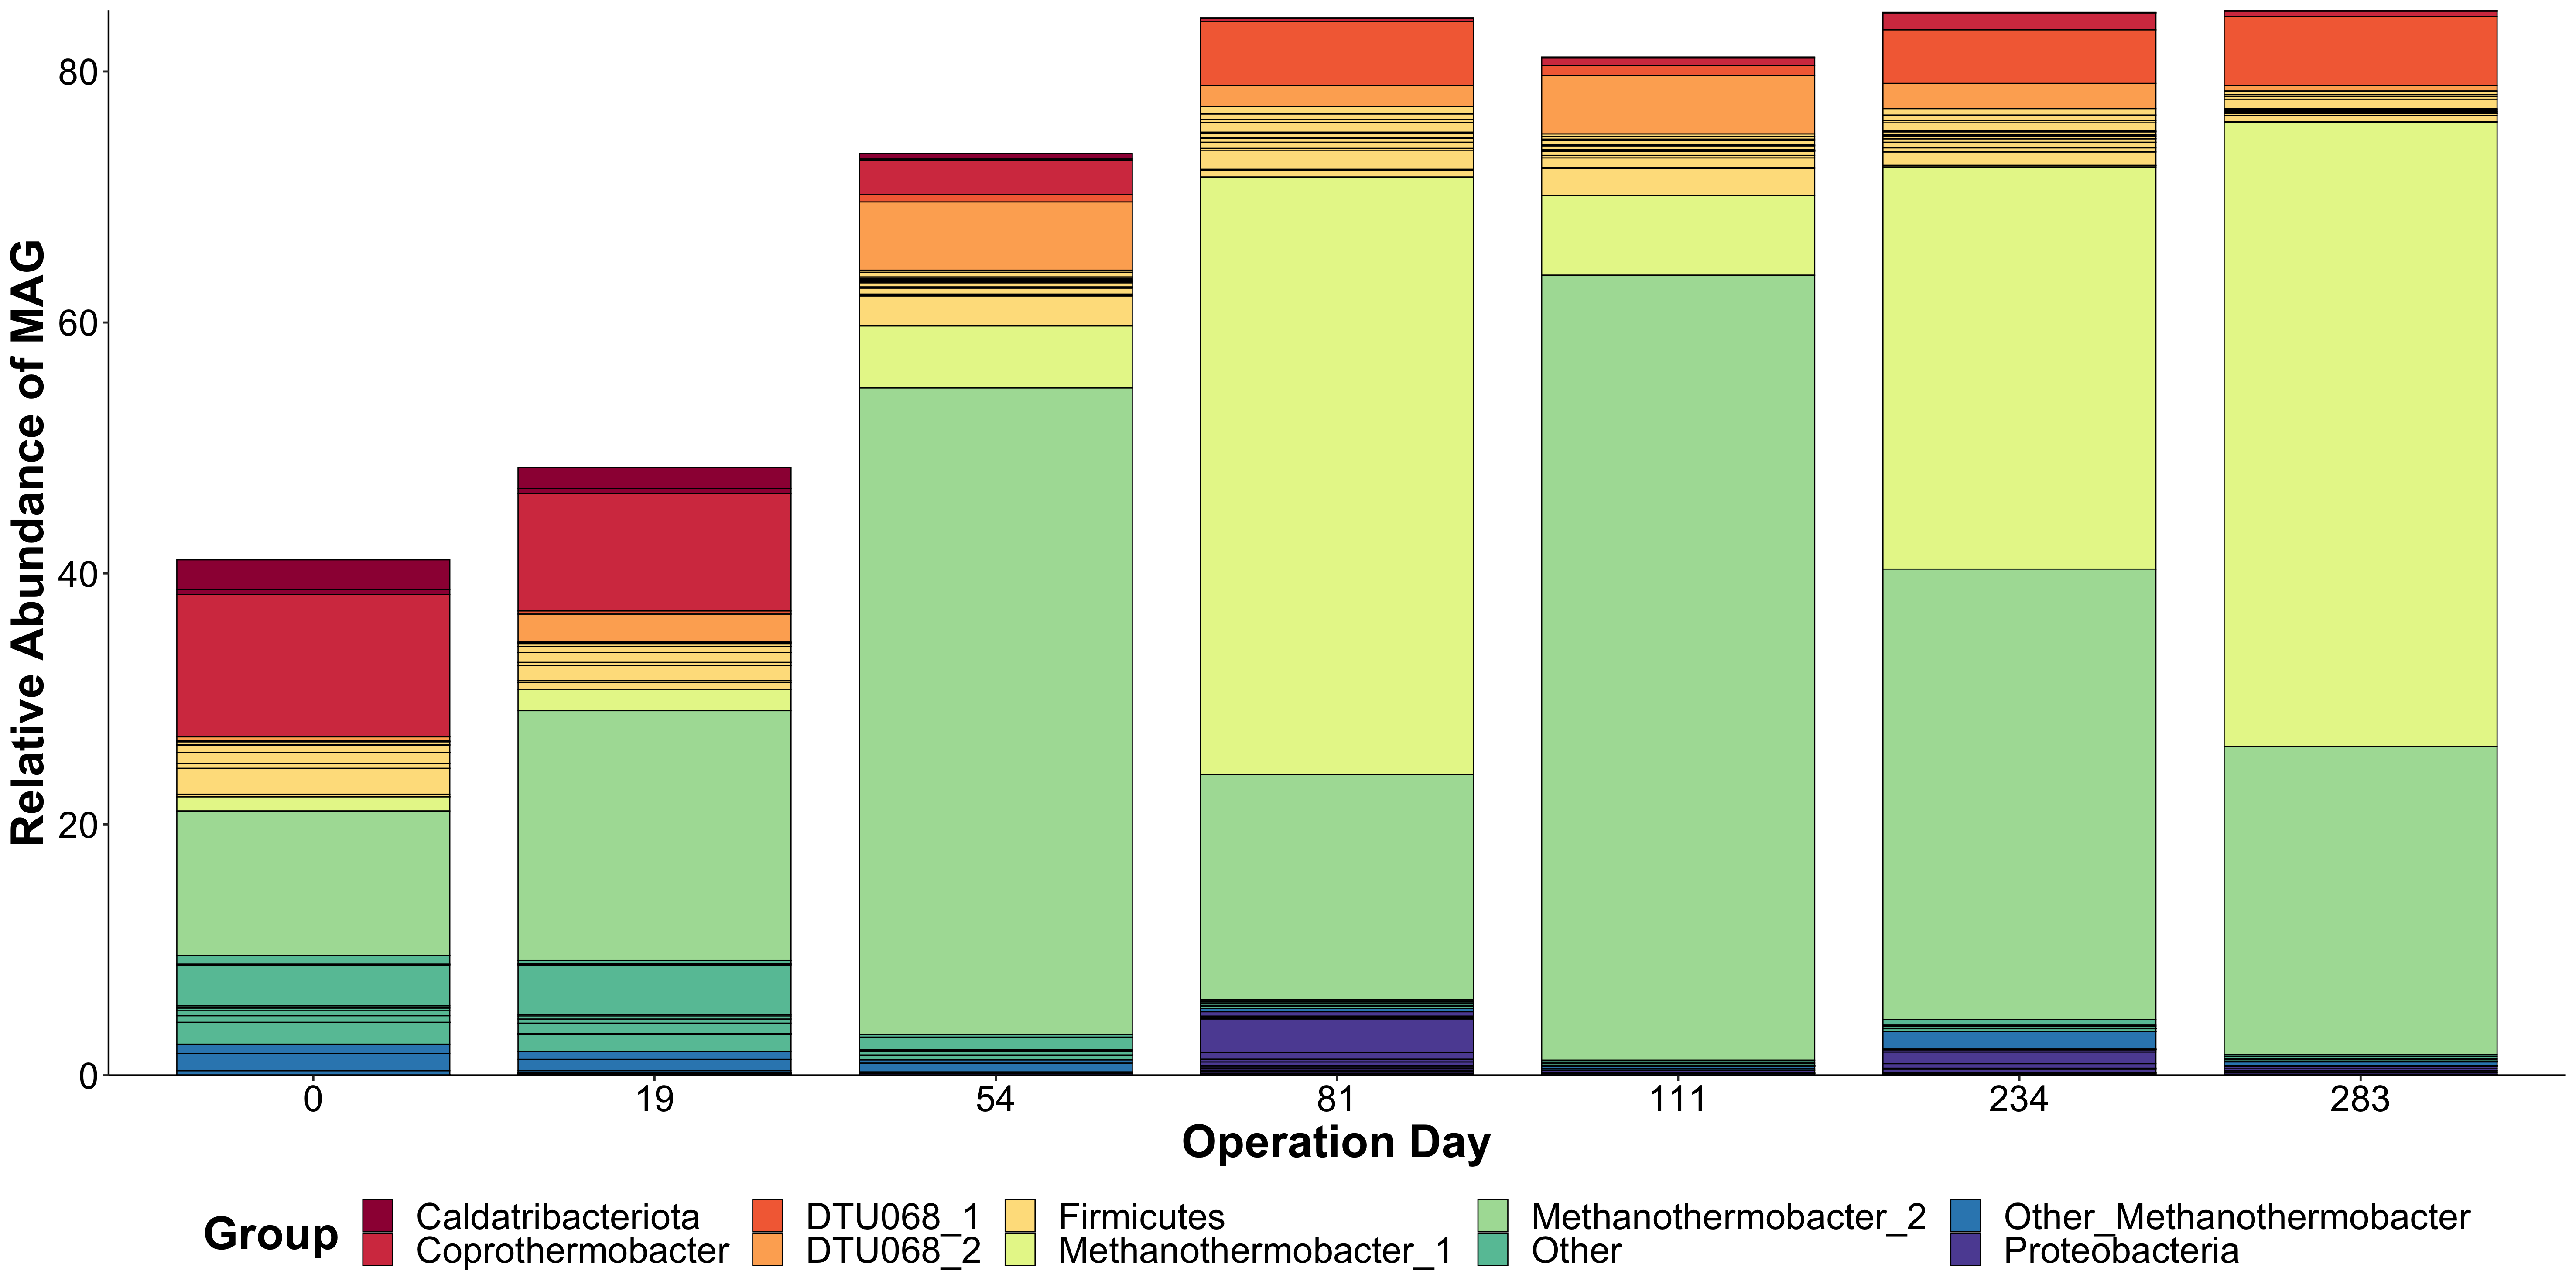 Relative Abundance of MAG
80
60
40
20
0
0 19 54 81 111 234 283
Operation Day
Group
Caldatribacteriota DTU068_1 Firmicutes Methanothermobacter_2 Other_Methanothermobacter
Coprothermobacter DTU068_2 Methanothermobacter_1 Other Proteobacteria